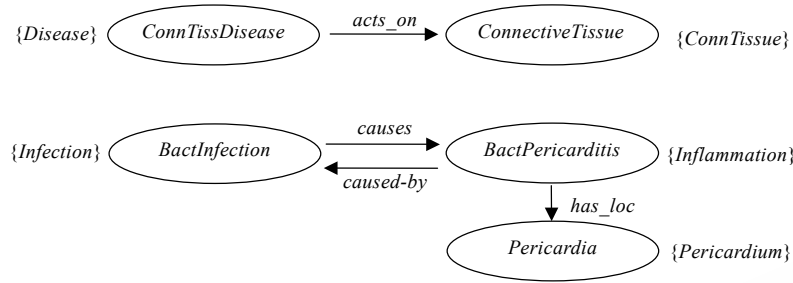 acts_on
{Disease} ConnTissDisease ConnectiveTissue {ConnTissue}
causes
{Infection} BactInfection BactPericarditis {Inflammation}
caused-by
has_loc
Pericardia {Pericardium}